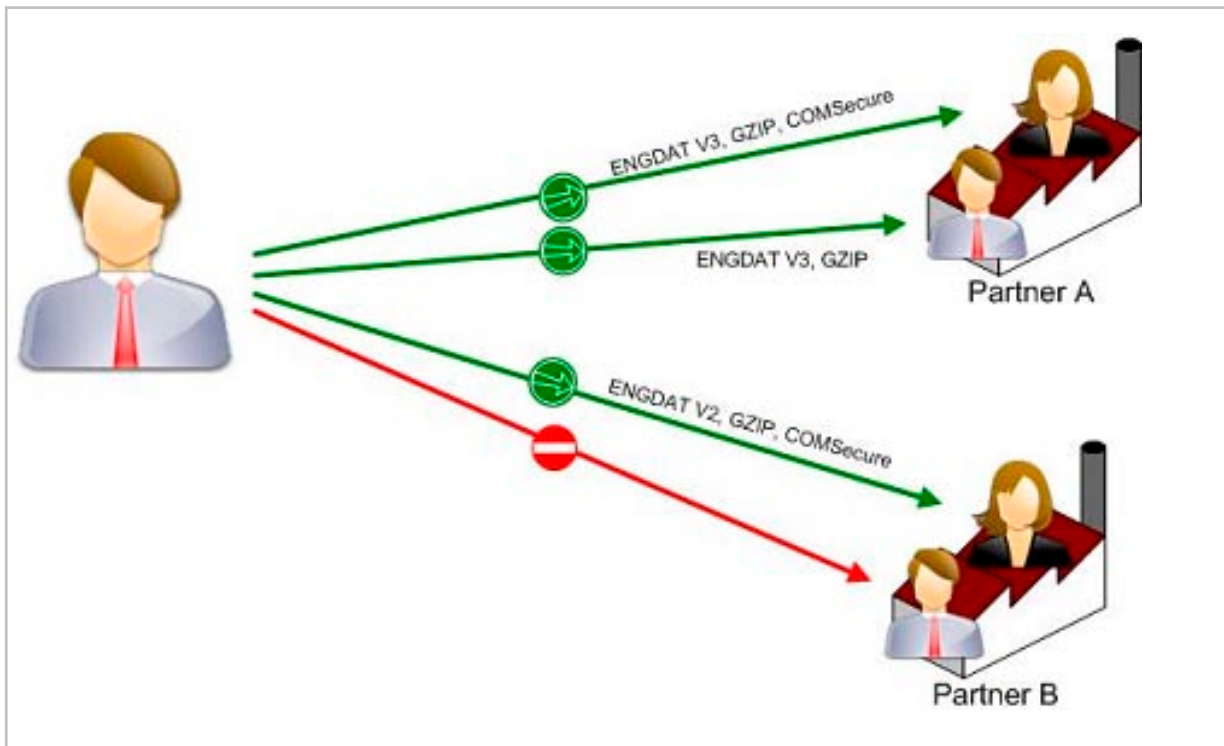 ENGDAT V3, GZIP, COMSecure
ENGDAT V3, GZIP
Partner A
ENGDAT V2, GZIP, COMSecure
Partner B